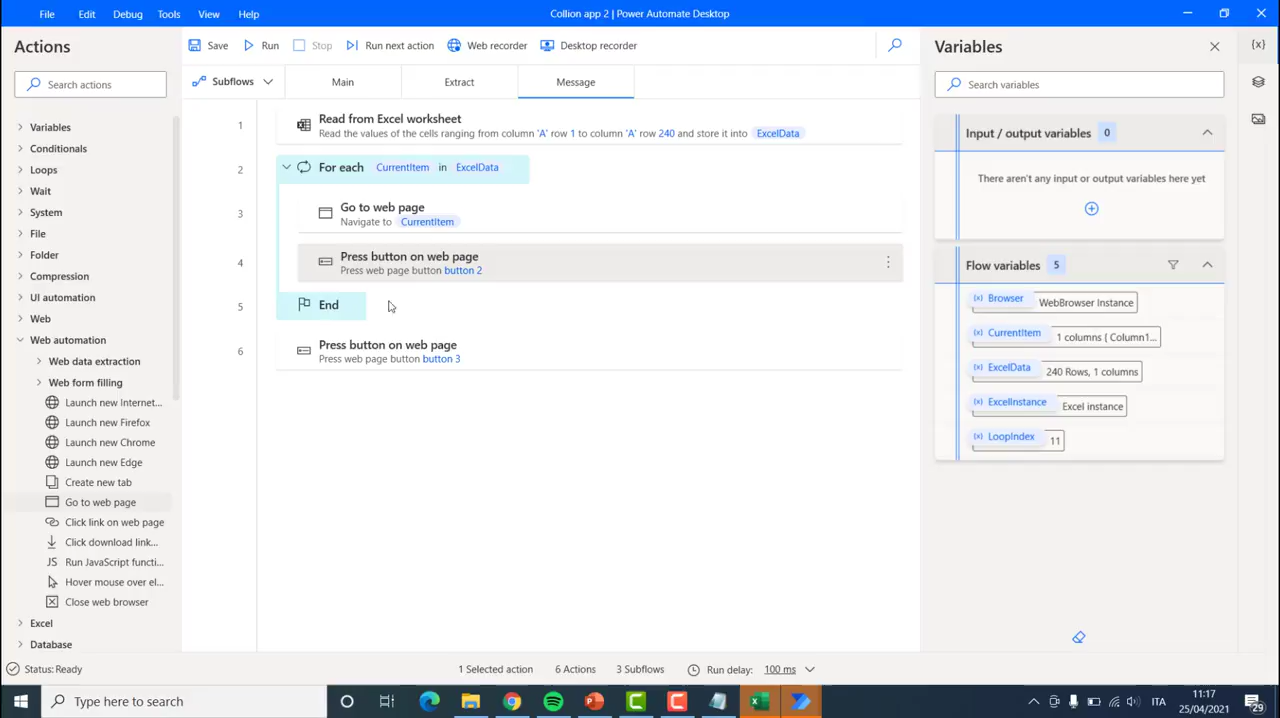 File Edit Debug Tools View Help
Collion app 2 | Power Automate Desktop
Actions
Search actions
Variables
Conditionals
Loops
Wait
System
File
Folder
Compression
UI automation
Web
Web automation
Web data extraction
Web form filling
Launch new Internet...
Launch new Firefox
Launch new Chrome
Launch new Edge
Create new tab
Go to web page
Click link on web page
Click download link...
JS Run JavaScript functi...
Hover mouse over el...
Close web browser
Excel
Database
Save Run Stop Run next action Web recorder Desktop recorder
Subflows Main Extract Message
1 Read from Excel worksheet
Read the values of the cells ranging from column 'A' row 1 to column 'A' row 240 and store it into ExcelData
2 For each CurrentItem in ExcelData
3 Go to web page
Navigate to CurrentItem
4 Press button on web page
Press web page button button 2
5 End
6 Press button on web page
Press web page button button 3
Variables
{x}
Search variables
Input / output variables 0
There aren't any input or output variables here yet
Flow variables 5
(x) Browser WebBrowser Instance
(x) CurrentItem 1 columns { Column1...
(x) ExcelData 240 Rows, 1 columns
(x) ExcelInstance Excel instance
(x) LoopIndex 11
Status: Ready 1 Selected action 6 Actions 3 Subflows Run delay: 100 ms
Type here to search
ITA
11:17
25/04/2021
29